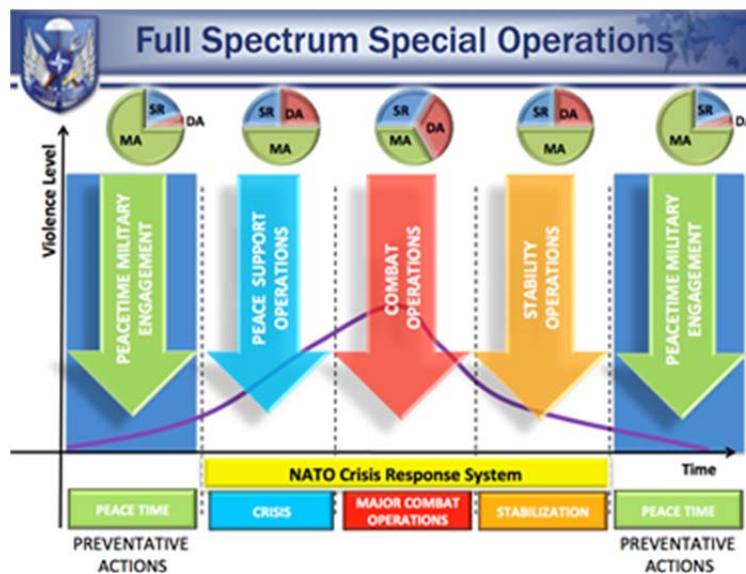 Full Spectrum Special Operations
SR
DA
MA
SR
DA
MA
SR
DA
MA
SR
DA
MA
SR
DA
MA
Violence Level
PEACETIME MILITARY
ENGAGEMENT
PEACE SUPPORT
OPERATIONS
COMBAT
OPERATIONS
STABILITY
OPERATIONS
PEACETIME MILITARY
ENGAGEMENT
Time
NATO Crisis Response System
PEACE TIME
CRISIS
MAJOR COMBAT
OPERATIONS
STABILIZATION
PEACE TIME
PREVENTATIVE
ACTIONS
PREVENTATIVE
ACTIONS